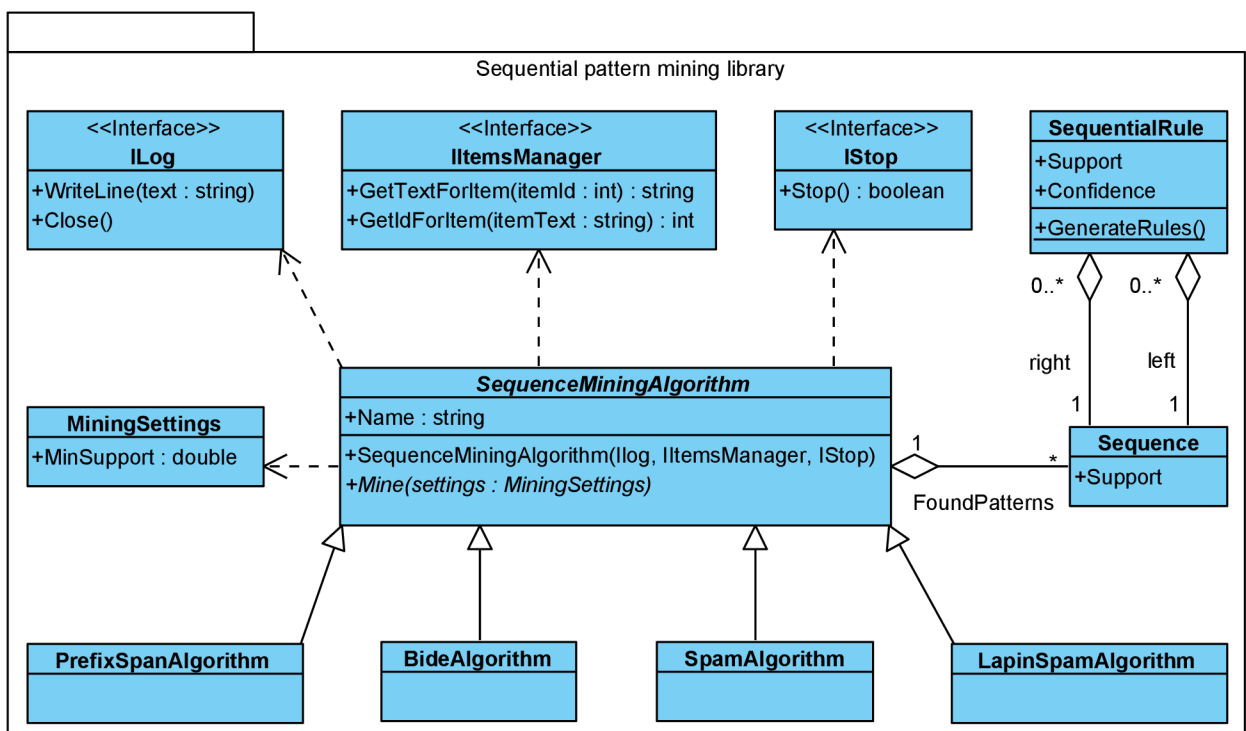 Sequential pattern mining library
<<Interface>>
ILog
+WriteLine(text : string)
+Close()
<<Interface>>
IItemsManager
+GetTextForItem(itemId : int) : string
+GetIdForItem(itemText : string) : int
<<Interface>>
IStop
+Stop() : boolean
SequentialRule
+Support
+Confidence
+GenerateRules()
0..*
0..*
right
left
1
1
MiningSettings
+MinSupport : double
SequenceMiningAlgorithm
+Name : string
+SequenceMiningAlgorithm(Ilog, IItemsManager, IStop)
+Mine(settings : MiningSettings)
1
*
FoundPatterns
Sequence
+Support
PrefixSpanAlgorithm
BideAlgorithm
SpamAlgorithm
LapinSpamAlgorithm